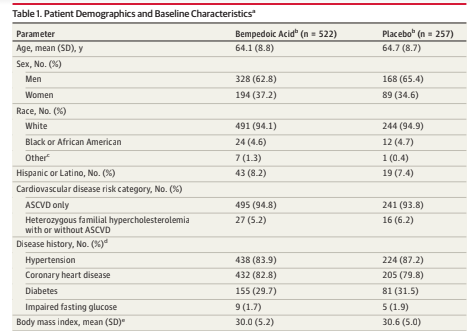 Table 1. Patient Demographics and Baseline Characteristicsª
Parameter Bempedoic Acidᵇ (n = 522) Placeboᵇ (n = 257)
Age, mean (SD), y 64.1 (8.8) 64.7 (8.7)
Sex, No. (%)
Men 328 (62.8) 168 (65.4)
Women 194 (37.2) 89 (34.6)
Race, No. (%)
White 491 (94.1) 244 (94.9)
Black or African American 24 (4.6) 12 (4.7)
Otherᶜ 7 (1.3) 1 (0.4)
Hispanic or Latino, No. (%) 43 (8.2) 19 (7.4)
Cardiovascular disease risk category, No. (%)
ASCVD only 495 (94.8) 241 (93.8)
Heterozygous familial hypercholesterolemia 27 (5.2) 16 (6.2)
with or without ASCVD
Disease history, No. (%)ᵈ
Hypertension 438 (83.9) 224 (87.2)
Coronary heart disease 432 (82.8) 205 (79.8)
Diabetes 155 (29.7) 81 (31.5)
Impaired fasting glucose 9 (1.7) 5 (1.9)
Body mass index, mean (SD)ᵉ 30.0 (5.2) 30.6 (5.0)